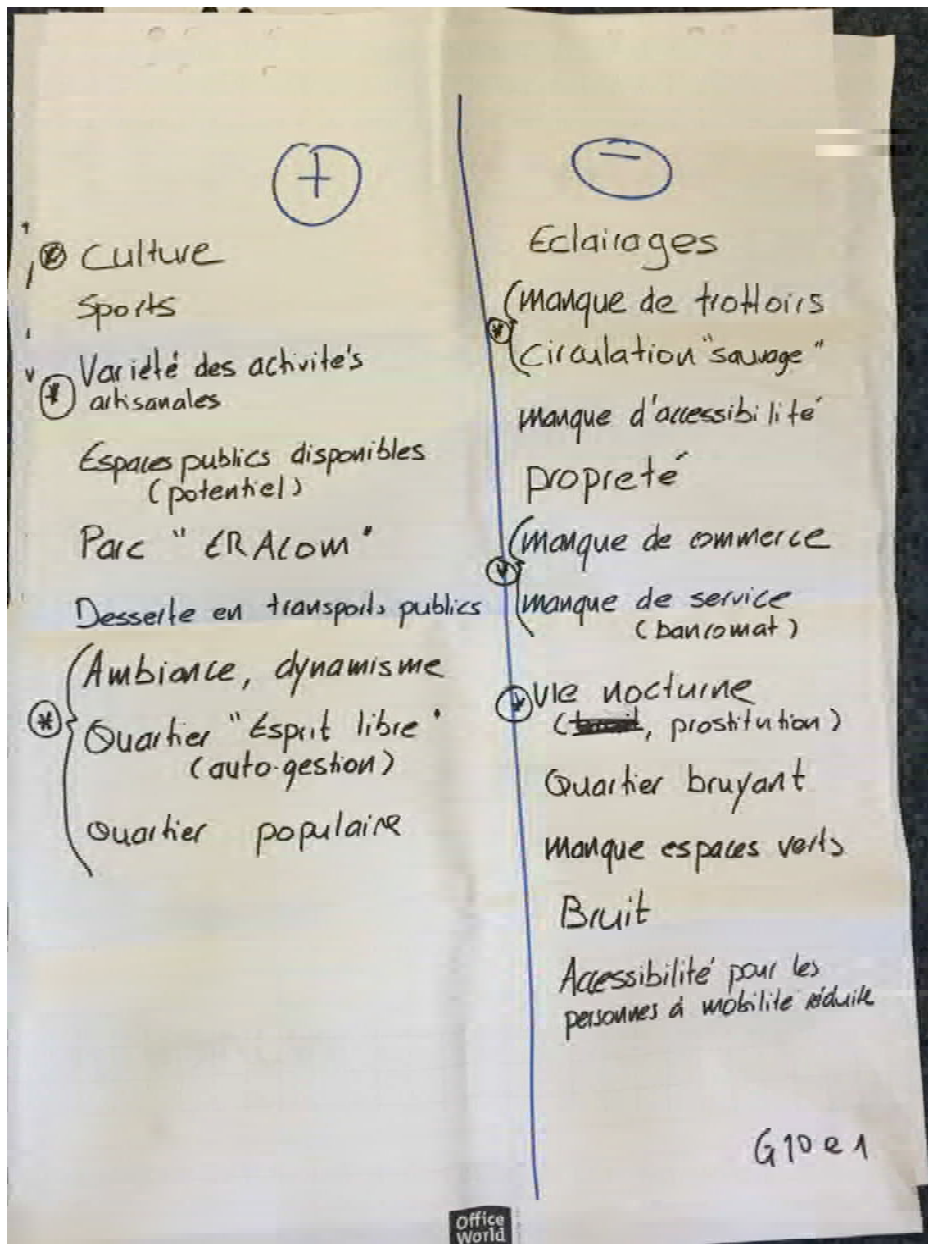 +
Culture
Sports
Variété des activités
artisanales
Espaces publics disponibles
(potentiel)
Parc "ERACOM"
Desserte en transports publics
Ambiance, dynamisme
Quartier "Esprit libre"
(auto-gestion)
Quartier populaire
−
Eclairages
manque de trottoirs
Circulation "sauvage"
manque d'accessibilité
propreté
manque de commerce
manque de service
(bancomat)
Vie nocturne
(, prostitution)
Quartier bruyant
manque espaces verts
Bruit
Accessibilité pour les
personnes à mobilité réduite
G10 e 1
Office
World